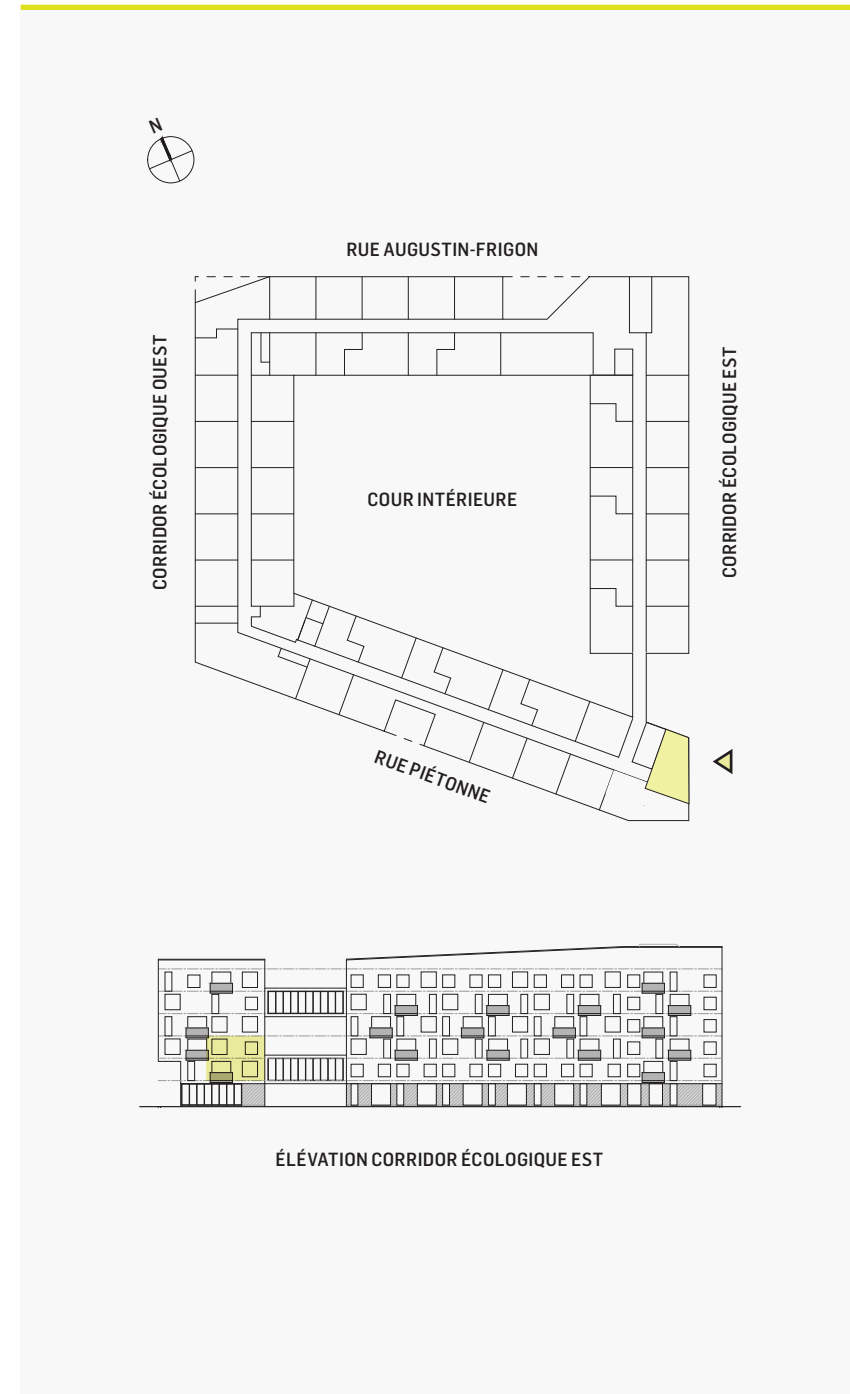 N
RUE AUGUSTIN-FRIGON
CORRIDOR ÉCOLOGIQUE OUEST
COUR INTÉRIEURE
CORRIDOR ÉCOLOGIQUE EST
RUE PIÉTONNE
ÉLÉVATION CORRIDOR ÉCOLOGIQUE EST